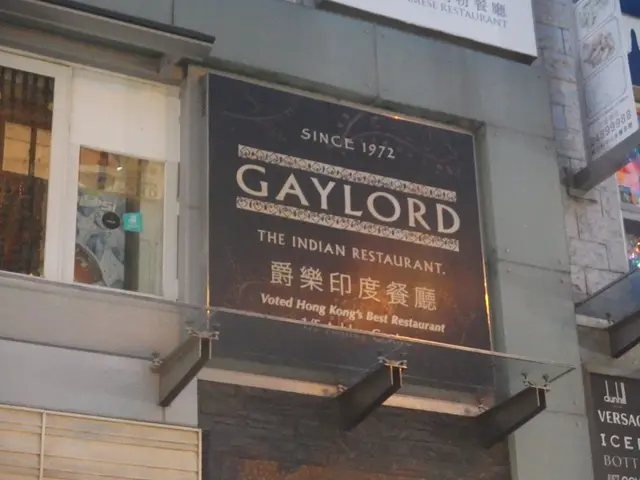 RESTAURANT
SINCE 1972
GAYLORD
THE INDIAN RESTAURANT.
爵樂印度餐廳
Voted Hong Kong's Best Restaurant
dunhill
VERSAC
ICE
BOTT